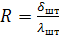 R = δшт / λшт